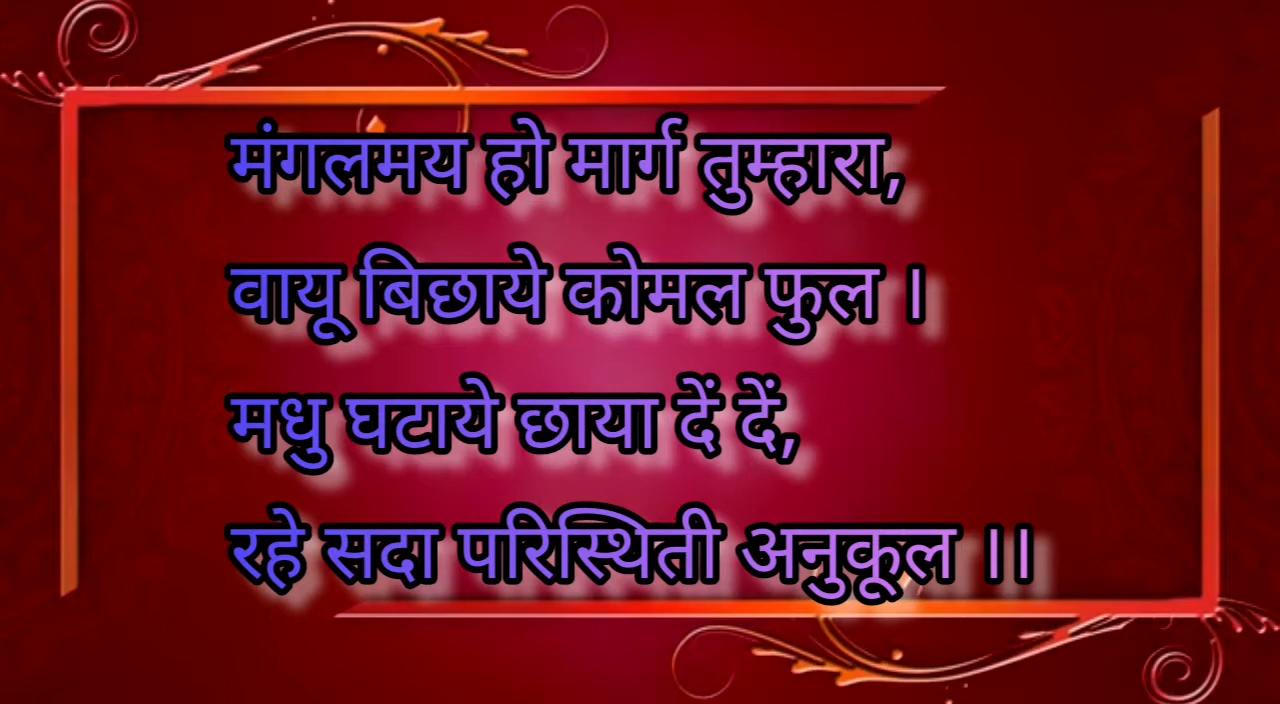 मंगलमय हो मार्ग तुम्हारा,
वायू बिछाये कोमल फुल ।
मधु घटाये छाया दें दें,
रहे सदा परिस्थिती अनुकूल ।।